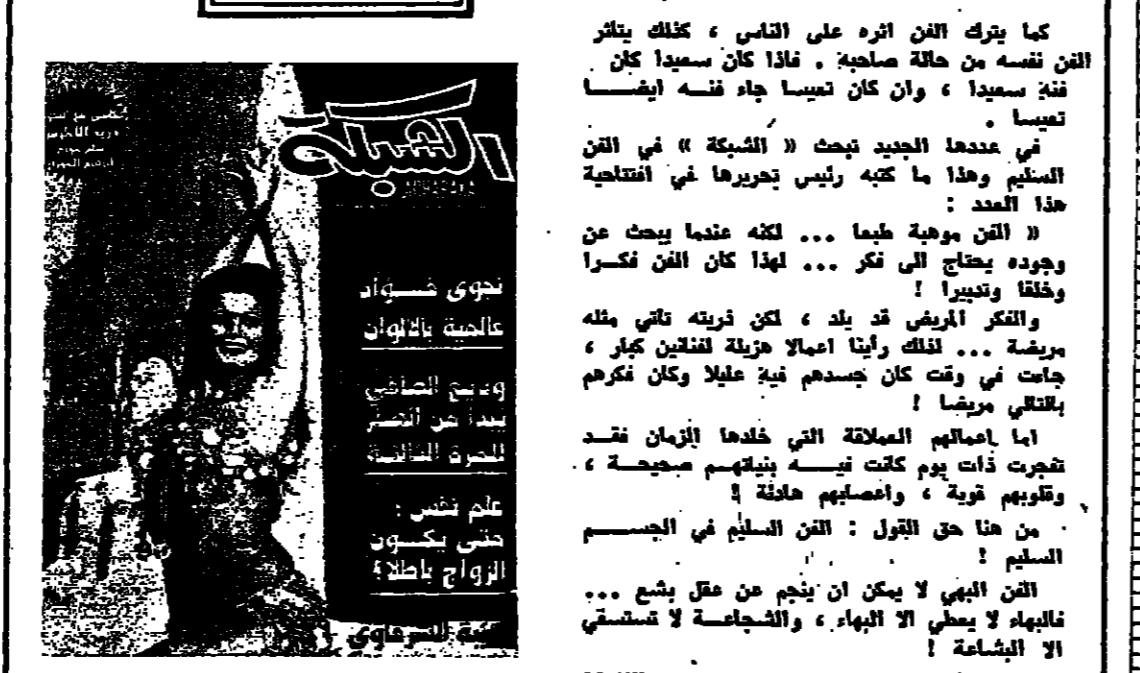 كما يترك الفن اثره على الناس ، كذلك يتاثر
الفن نفسه من حالة صاحبه . فاذا كان سعيدا كان
فنه سعيدا ، وان كان تعيسا جاء فنه ايضا
تعيسا .
في عددها الجديد تبحث « الشبكة » في الفن
السليم وهذا ما كتبه رئيس تحريرها في افتتاحية
هذا العدد :
« الفن موهبة طبعا ... لكنه عندما يبحث عن
وجوده يحتاج الى فكر ... لهذا كان الفن فكرا
وخلقا وتدبيرا !
والفكر المريض قد يلد ، لكن ذريته تاتي مثله
مريضة ... لذلك رأينا اعمالا هزيلة لفنانين كبار ،
جاءت في وقت كان جسدهم فيه عليلا وكان فكرهم
بالتالي مريضا !
اما اعمالهم العملاقة التي خلدها الزمان فقد
تفجرت ذات يوم كانت فيه بنياتهم صحيحة ،
وقلوبهم قوية ، واعصابهم هادئة !
من هنا حق القول : الفن السليم في الجسم
السليم !
الفن البهي لا يمكن ان ينجم عن عقل بشع ...
فالبهاء لا يعطي الا البهاء ، والشجاعة لا تستسقي
الا البشاعة !
الشبكة
ACHABAKA
نجوى فواد
عالمية بالالوان
وديع الصافي
علم نفس :
حتى يكون
الزواج باطلا ؟